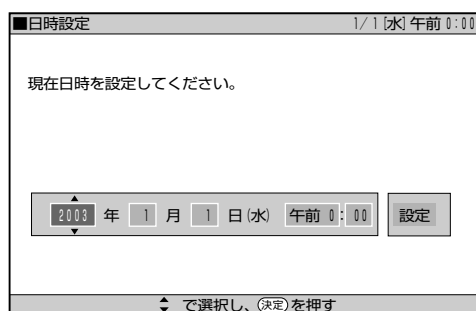 ■日時設定 1/1[水]午前0:00
現在日時を設定してください。
2003 年 1 月 1 日(水) 午前 0:00 設定
で選択し、決定を押す